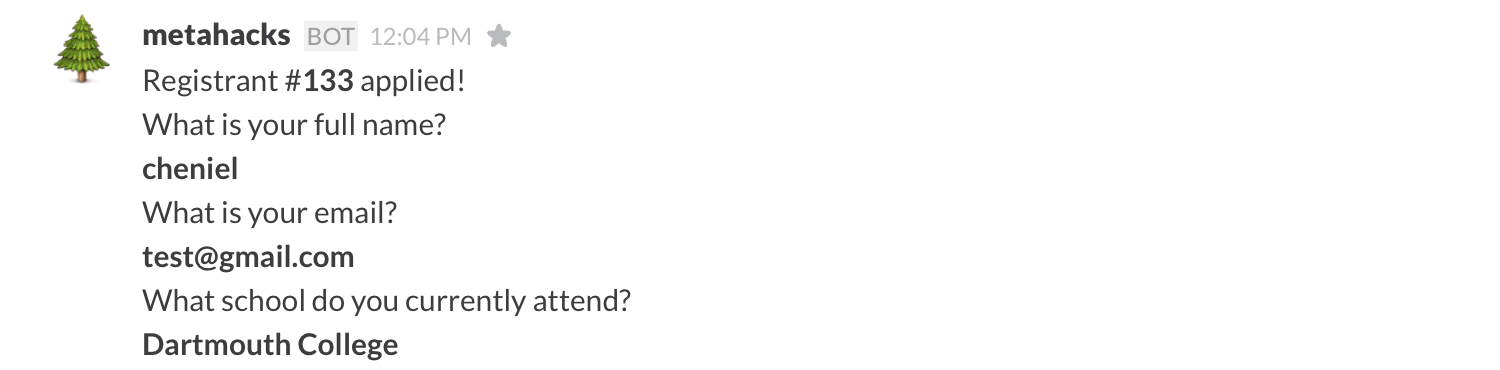 metahacks BOT 12:04 PM
Registrant #133 applied!
What is your full name?
cheniel
What is your email?
test@gmail.com
What school do you currently attend?
Dartmouth College